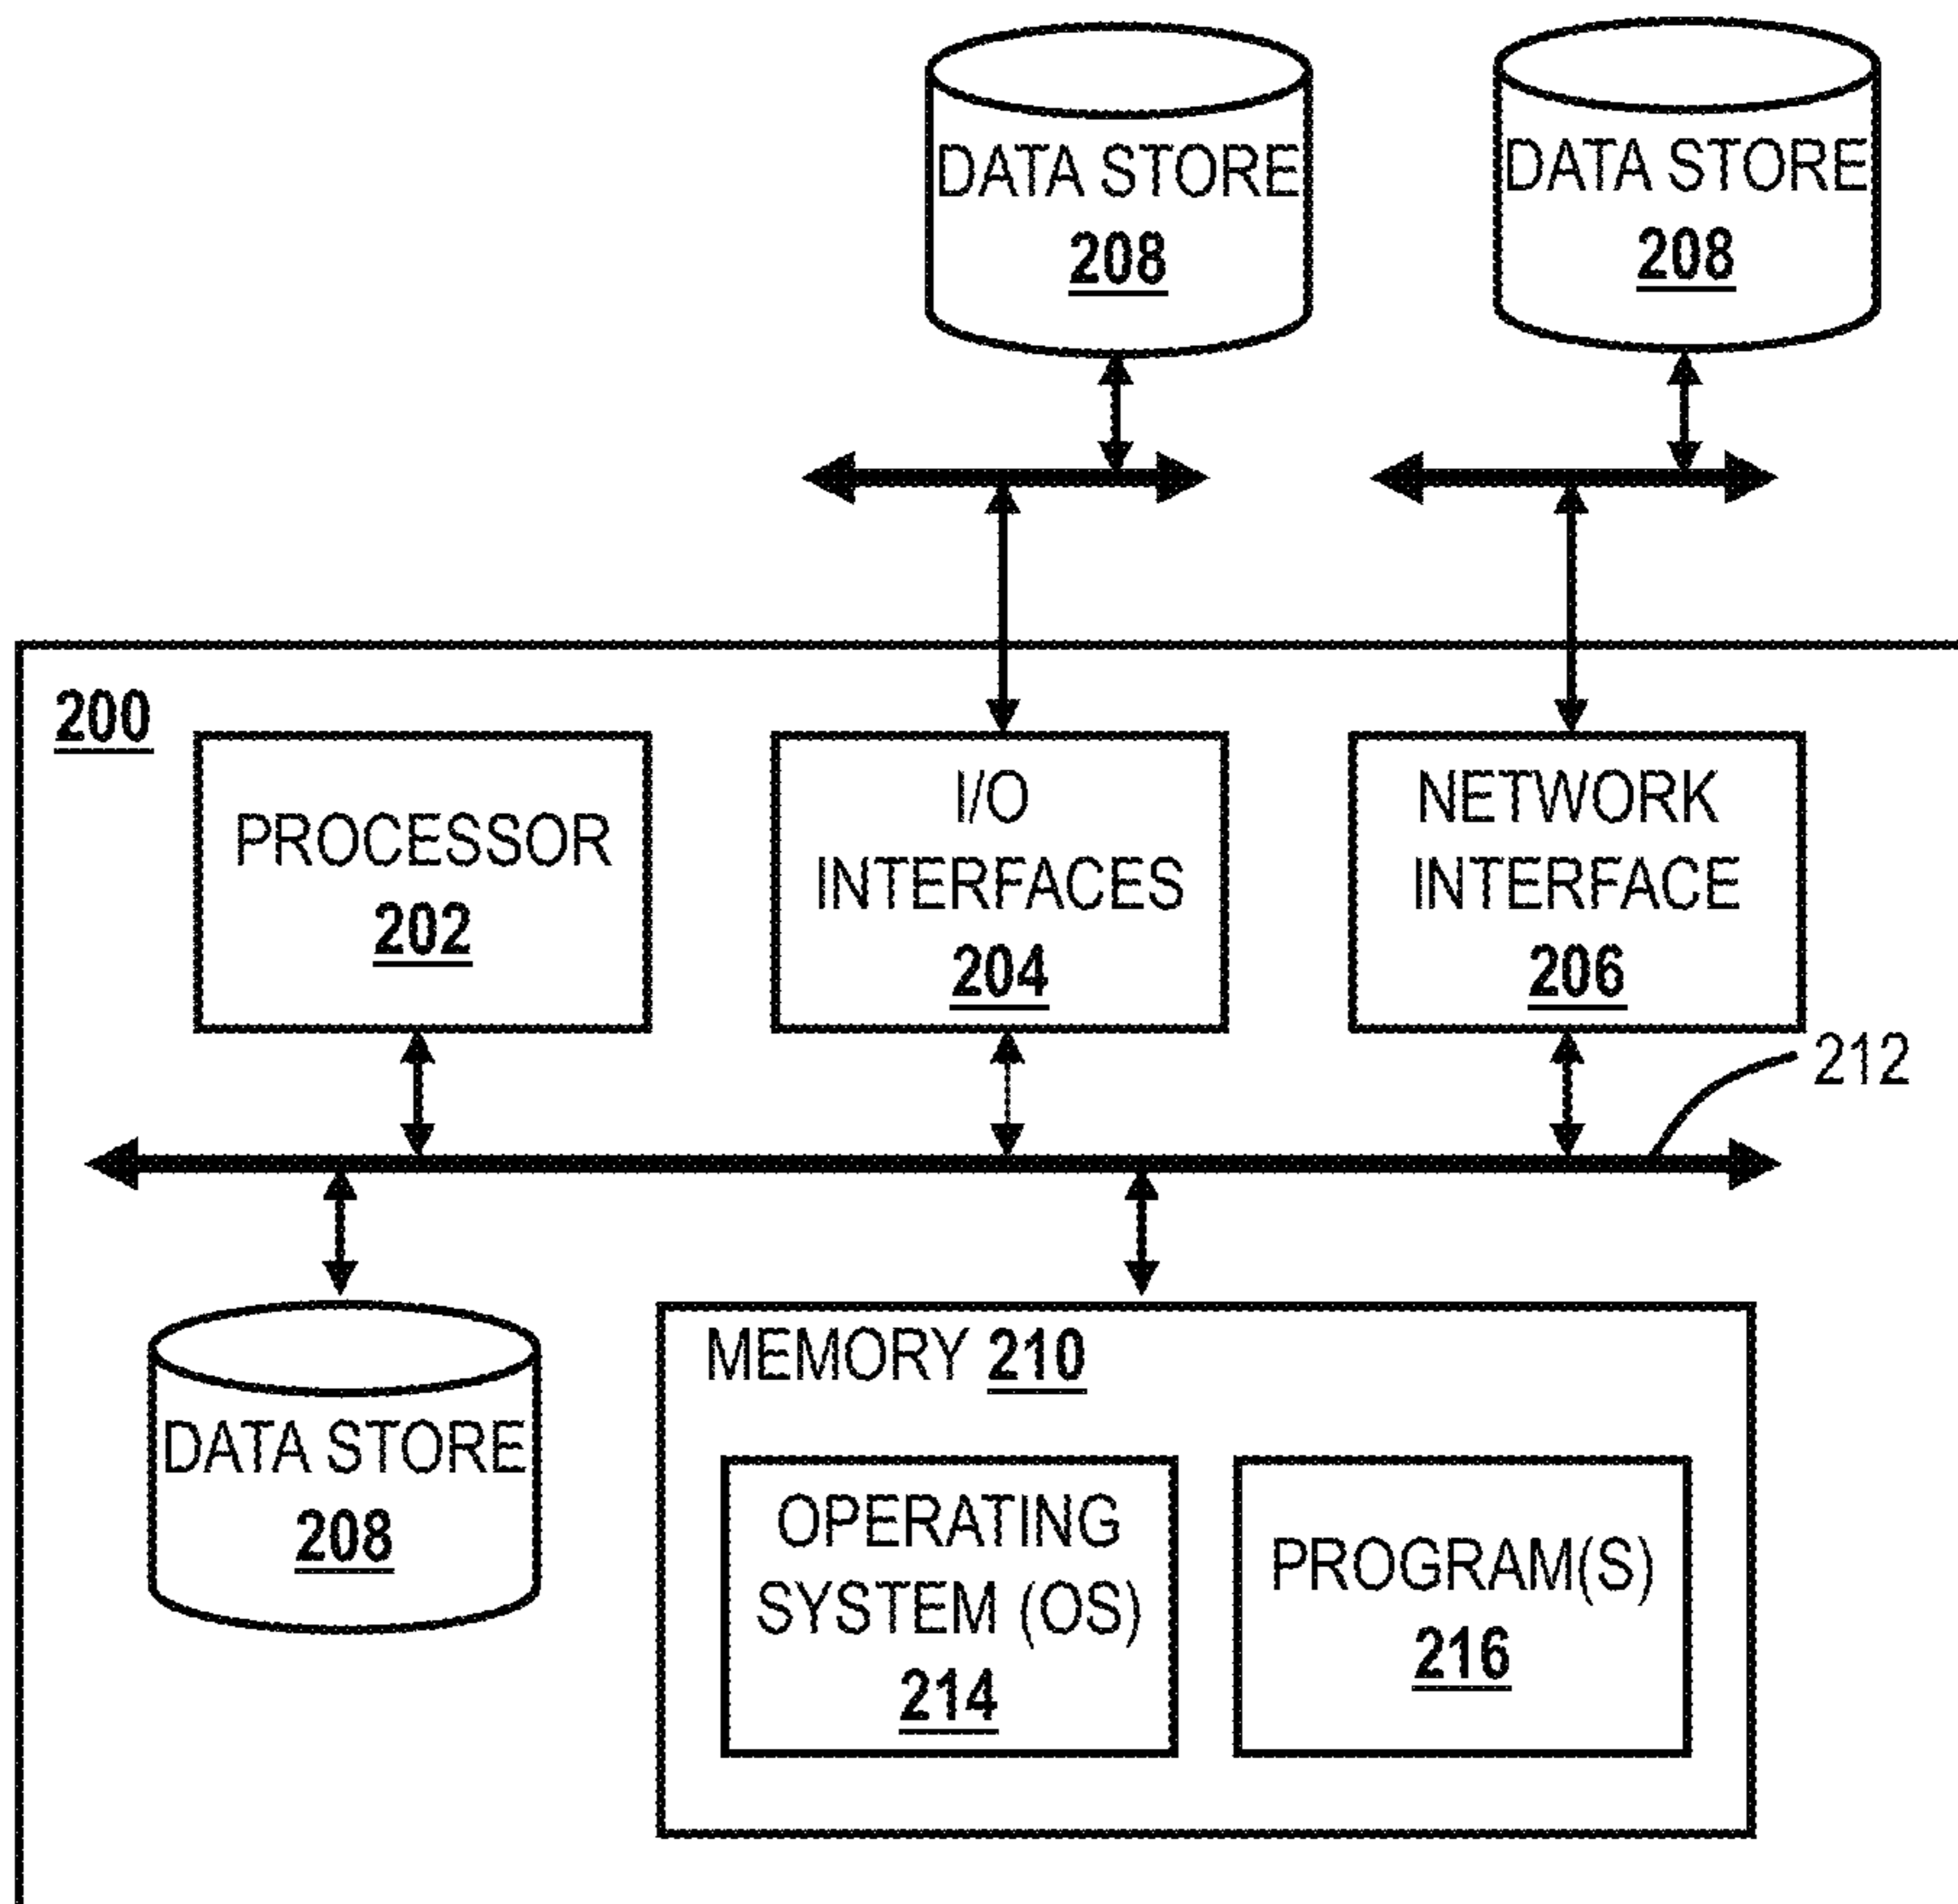 DATA STORE
208
DATA STORE
208
200
PROCESSOR
202
I/O
INTERFACES
204
NETWORK
INTERFACE
206
212
DATA STORE
208
MEMORY 210
OPERATING
SYSTEM (OS)
214
PROGRAM(S)
216